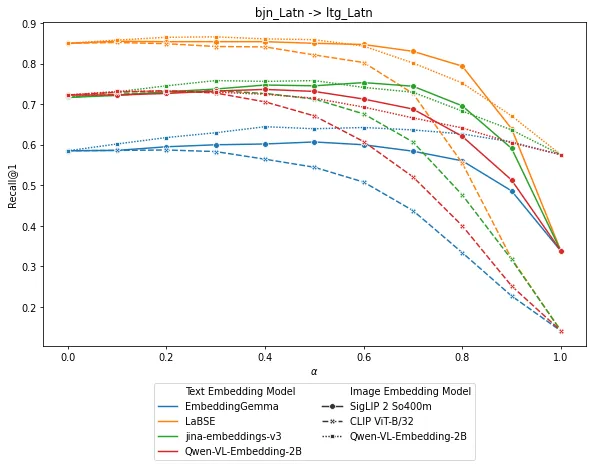 bjn_Latn -> ltg_Latn
Recall@1
0.9
0.8
0.7
0.6
0.5
0.4
0.3
0.2
0.0 0.2 0.4 0.6 0.8 1.0
α
Text Embedding Model Image Embedding Model
EmbeddingGemma SigLIP 2 So400m
LaBSE CLIP ViT-B/32
jina-embeddings-v3 Qwen-VL-Embedding-2B
Qwen-VL-Embedding-2B